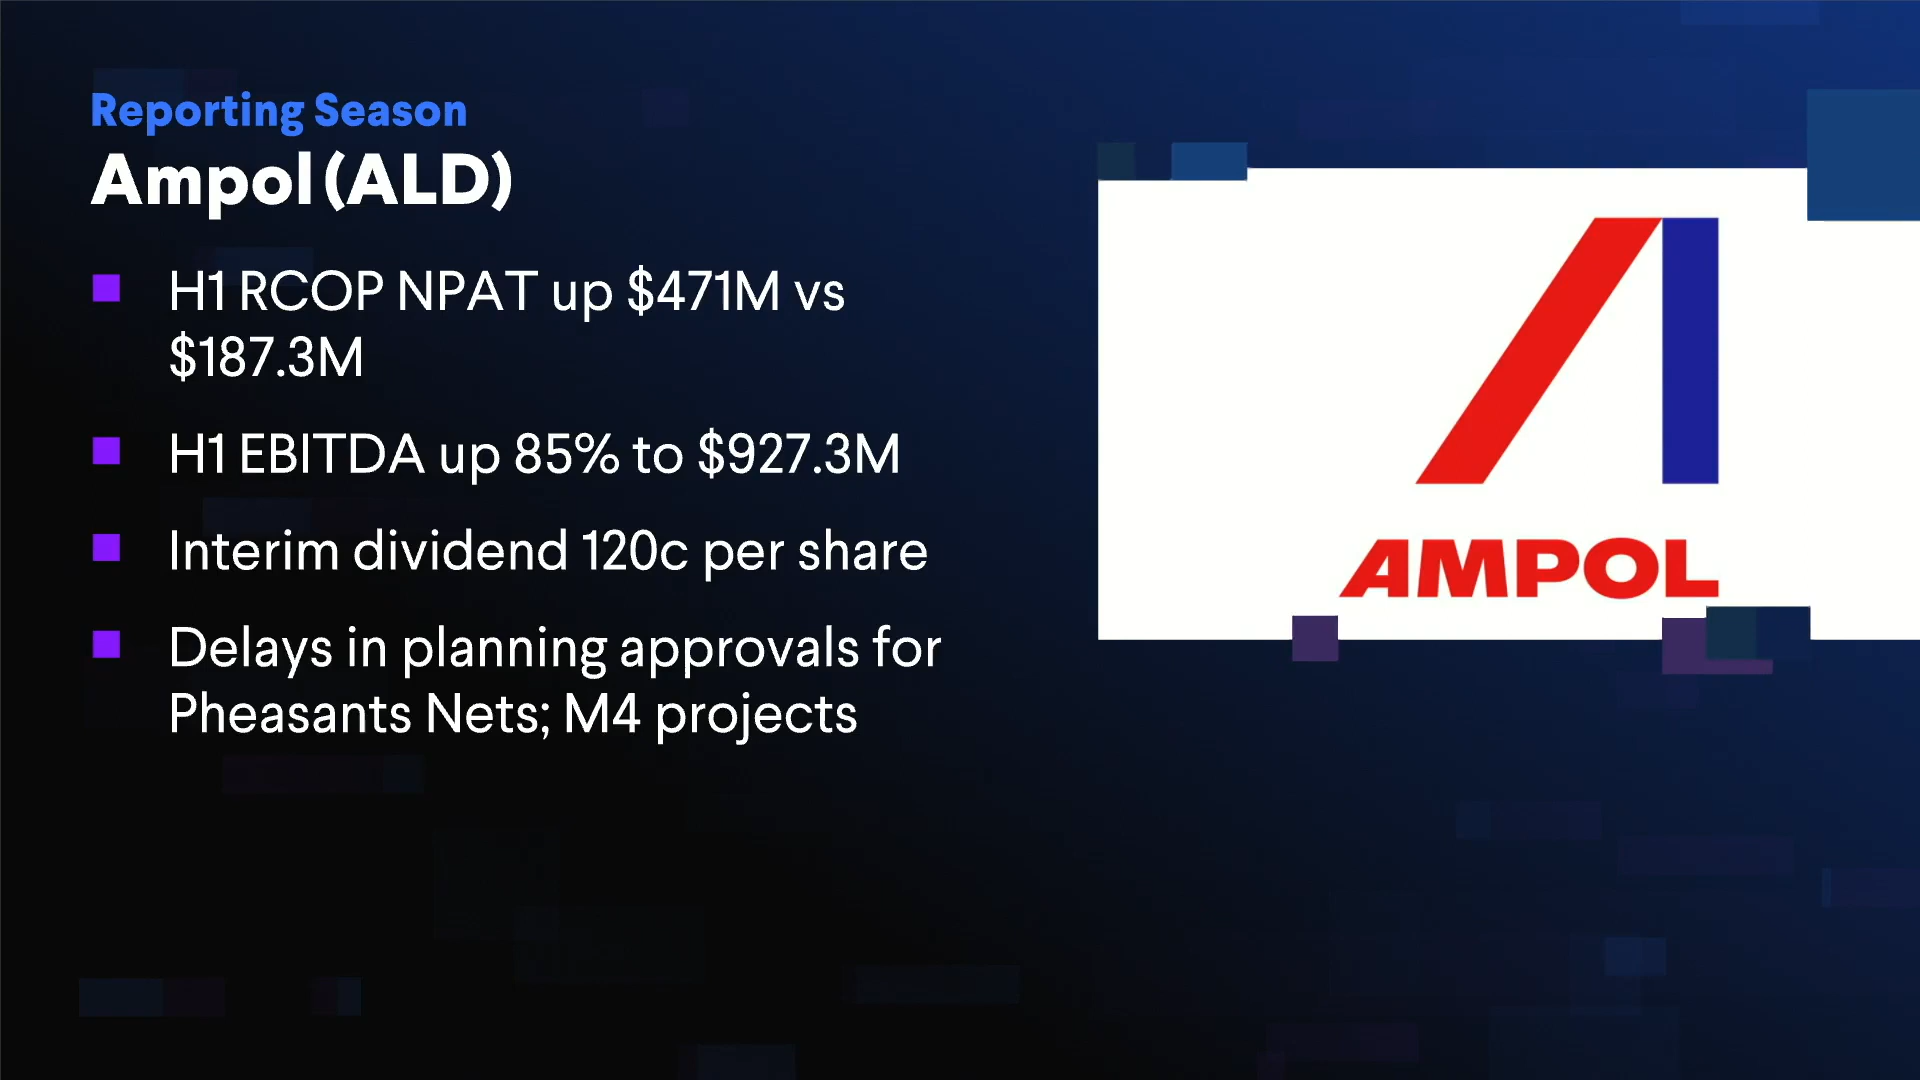 Reporting Season
Ampol (ALD)
H1 RCOP NPAT up $471M vs
$187.3M
H1 EBITDA up 85% to $927.3M
Interim dividend 120c per share
Delays in planning approvals for
Pheasants Nets; M4 projects
AMPOL